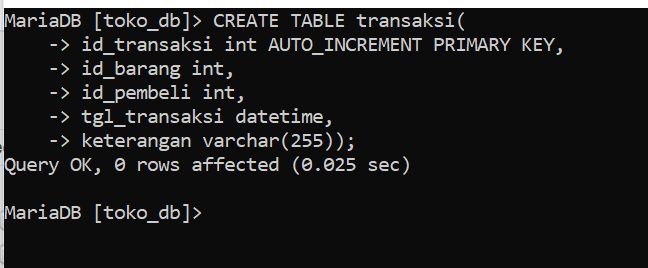 MariaDB [toko_db]> CREATE TABLE transaksi(
    -> id_transaksi int AUTO_INCREMENT PRIMARY KEY,
    -> id_barang int,
    -> id_pembeli int,
    -> tgl_transaksi datetime,
    -> keterangan varchar(255));
Query OK, 0 rows affected (0.025 sec)

MariaDB [toko_db]>